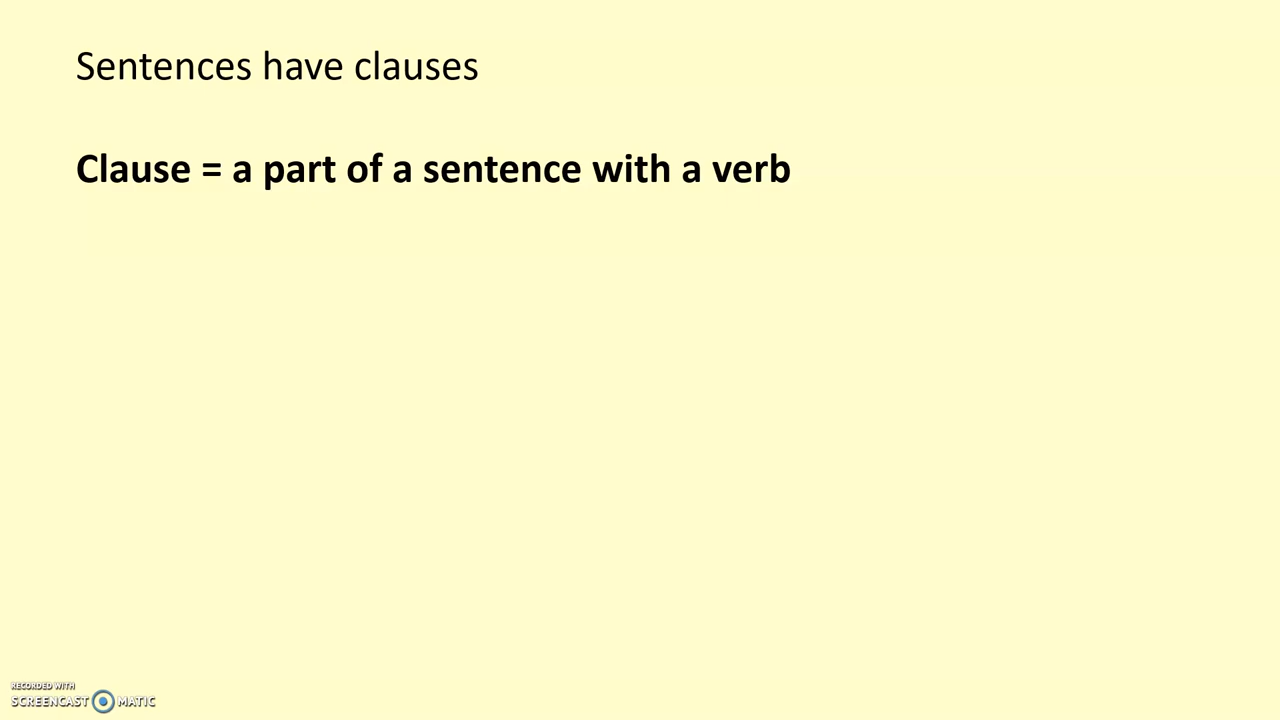 Sentences have clauses
Clause = a part of a sentence with a verb
RECORDED WITH
SCREENCAST MATIC